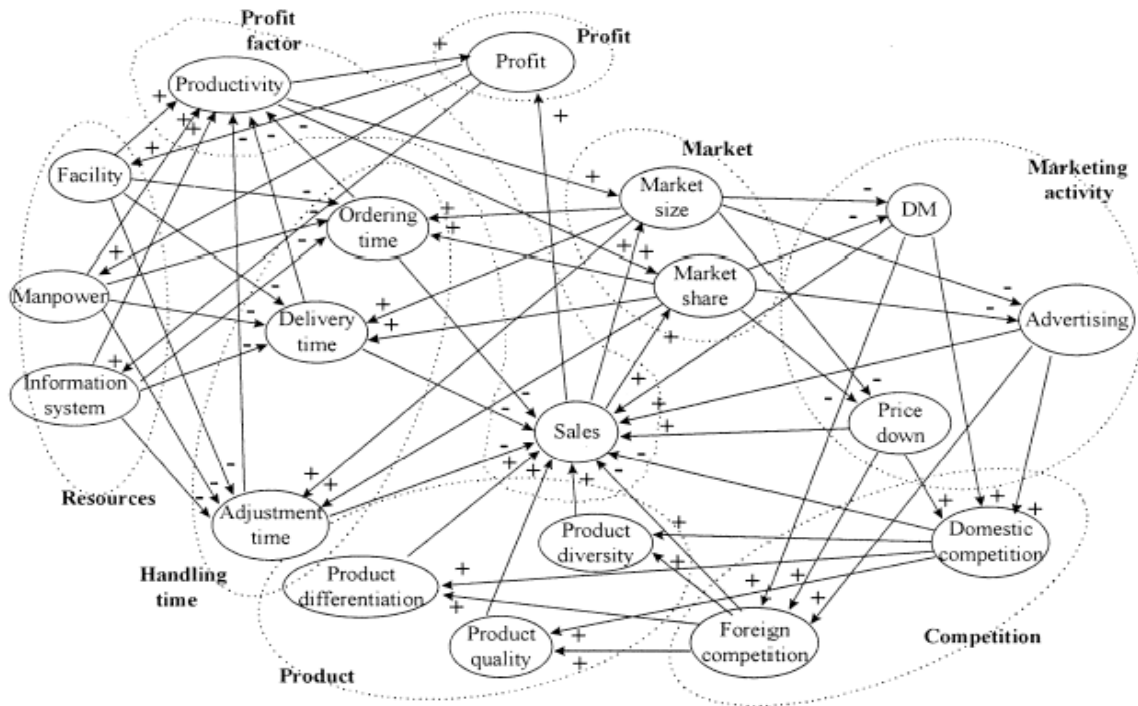 Profit
factor
Profit
Profit
Productivity
Market
Marketing
activity
Facility
Market
size
DM
Ordering
time
Market
share
Manpower
Delivery
time
Advertising
Information
system
Sales
Price
down
Resources
Adjustment
time
Product
diversity
Domestic
competition
Handling
time
Product
differentiation
Product
quality
Foreign
competition
Competition
Product